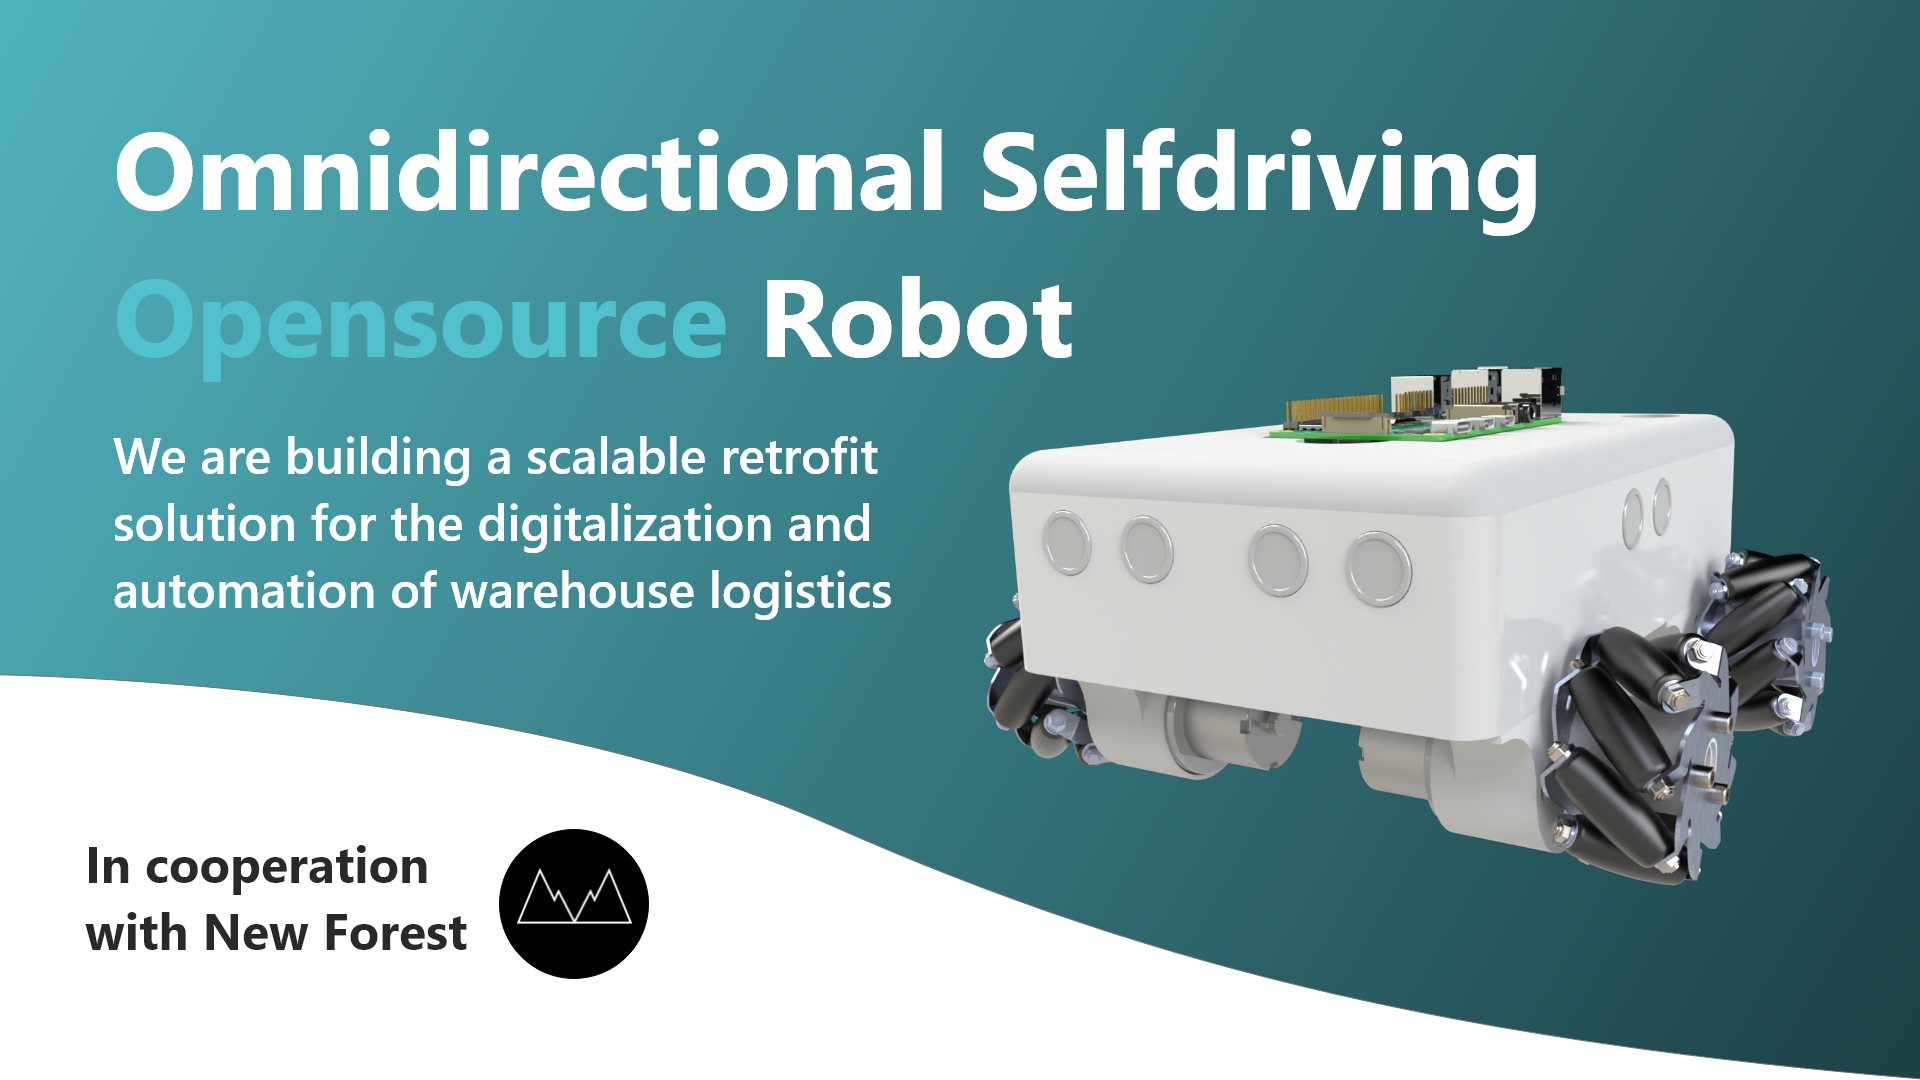 Omnidirectional Selfdriving
Opensource Robot
We are building a scalable retrofit
solution for the digitalization and
automation of warehouse logistics
In cooperation
with New Forest